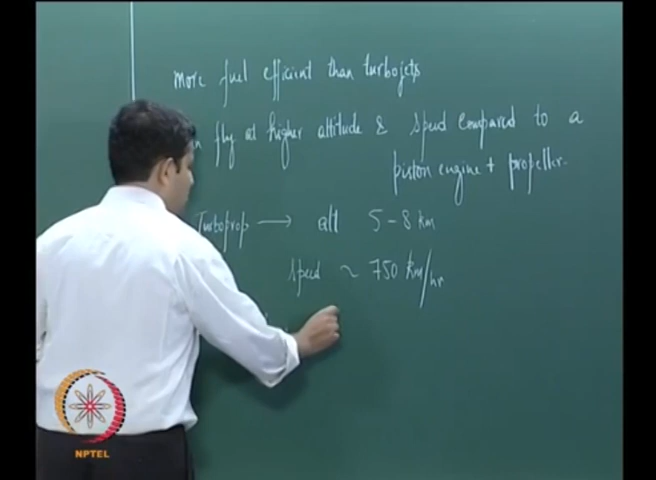 More fuel efficient than turbojets
n fly at higher altitude & speed compared to a
piston engine + propeller.
Turboprop → alt 5 - 8 km
speed ~ 750 km/hr
NPTEL